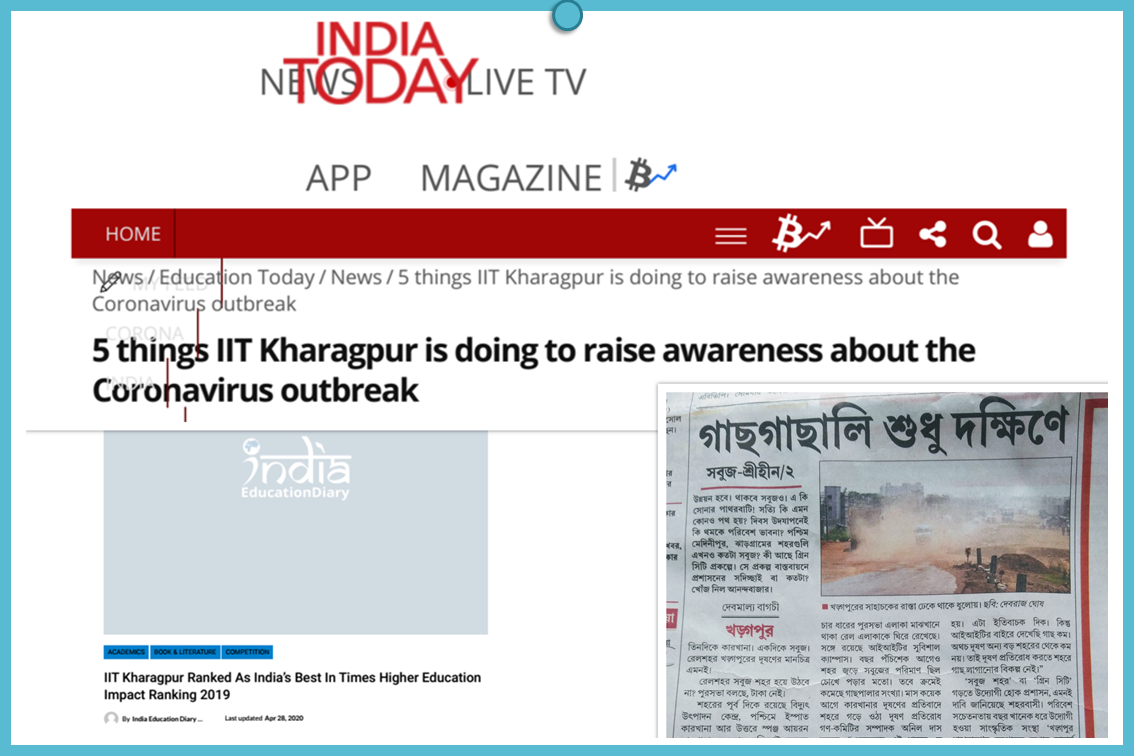 INDIA
TODAY
NEWS LIVE TV
APP MAGAZINE
HOME
News / Education Today / News / 5 things IIT Kharagpur is doing to raise awareness about the
Coronavirus outbreak
MY FEED
CORONA
INDIA
5 things IIT Kharagpur is doing to raise awareness about the
Coronavirus outbreak
india
EducationDiary
ACADEMICS BOOK & LITERATURE COMPETITION
IIT Kharagpur Ranked As India's Best In Times Higher Education
Impact Ranking 2019
By India Education Diary ... Last updated Apr 28, 2020
গাছগাছালি শুধু দক্ষিণে
সবুজ-শ্রীহীন/২
উন্নয়ন হবে। থাকবে সবুজও। এ কি
সোনার পাথরবাটি! সত্যি কি এমন
কোনও পথ হয়? দিবস উদযাপনেই
কি থমকে পরিবেশ ভাবনা? পশ্চিম
মেদিনীপুর, ঝাড়গ্রামের শহরগুলি
এখনও কতটা সবুজ? কী আছে গ্রিন
সিটি প্রকল্পে। সে প্রকল্প বাস্তবায়নে
প্রশাসনের সদিচ্ছাই বা কতটা?
খোঁজ নিল আনন্দবাজার।
দেবমাল্য বাগচী
খড়্গপুর
তিনদিকে কারখানা। একদিকে সবুজ।
রেলশহর খড়্গপুরের দূষণের মানচিত্র
এমনই।
রেলশহর সবুজ শহর হয়ে উঠবে
না? পুরসভা বলছে, টাকা নেই।
শহরের পূর্ব দিকে রয়েছে বিদ্যুৎ
উৎপাদন কেন্দ্র, পশ্চিমে ইস্পাত
কারখানা আর উত্তরে স্পঞ্জ আয়রন
খড়্গপুরের সাহাচকের রাস্তা ঢেকে থাকে ধুলোয়। ছবি: দেবরাজ ঘোষ
চার ধারের পুরসভা এলাকা মাঝখানে
থাকা রেল এলাকাকে ঘিরে রেখেছে।
সঙ্গে রয়েছে আইআইটির সুবিশাল
ক্যাম্পাস। বছর পঁচিশেক আগেও
শহর জুড়ে সবুজের পরিমাণ ছিল
চোখে পড়ার মতো। তবে ক্রমেই
কমেছে গাছপালার সংখ্যা। মাস কয়েক
আগে কারখানার দূষণের প্রতিবাদে
শহরে গড়ে ওঠা দূষণ প্রতিরোধ
গণ-কমিটির সম্পাদক অনিল দাস
হয়। এটা ইতিবাচক দিক। কিন্তু
আইআইটির বাইরে দেখেছি গাছ কম।
অথচ দূষণ অন্য বড় শহরের থেকে কম
নয়। তাই দূষণ প্রতিরোধ করতে শহরে
গাছ লাগানোর বিকল্প নেই।"
'সবুজ শহর' বা 'গ্রিন সিটি'
গড়তে উদ্যোগী হোক প্রশাসন, এমনই
দাবি জানিয়েছে শহরবাসী। পরিবেশ
সচেতনতায় বছর খানেক ধরে উদ্যোগী
হওয়া সাংস্কৃতিক সংস্থা 'খড়্গপুর